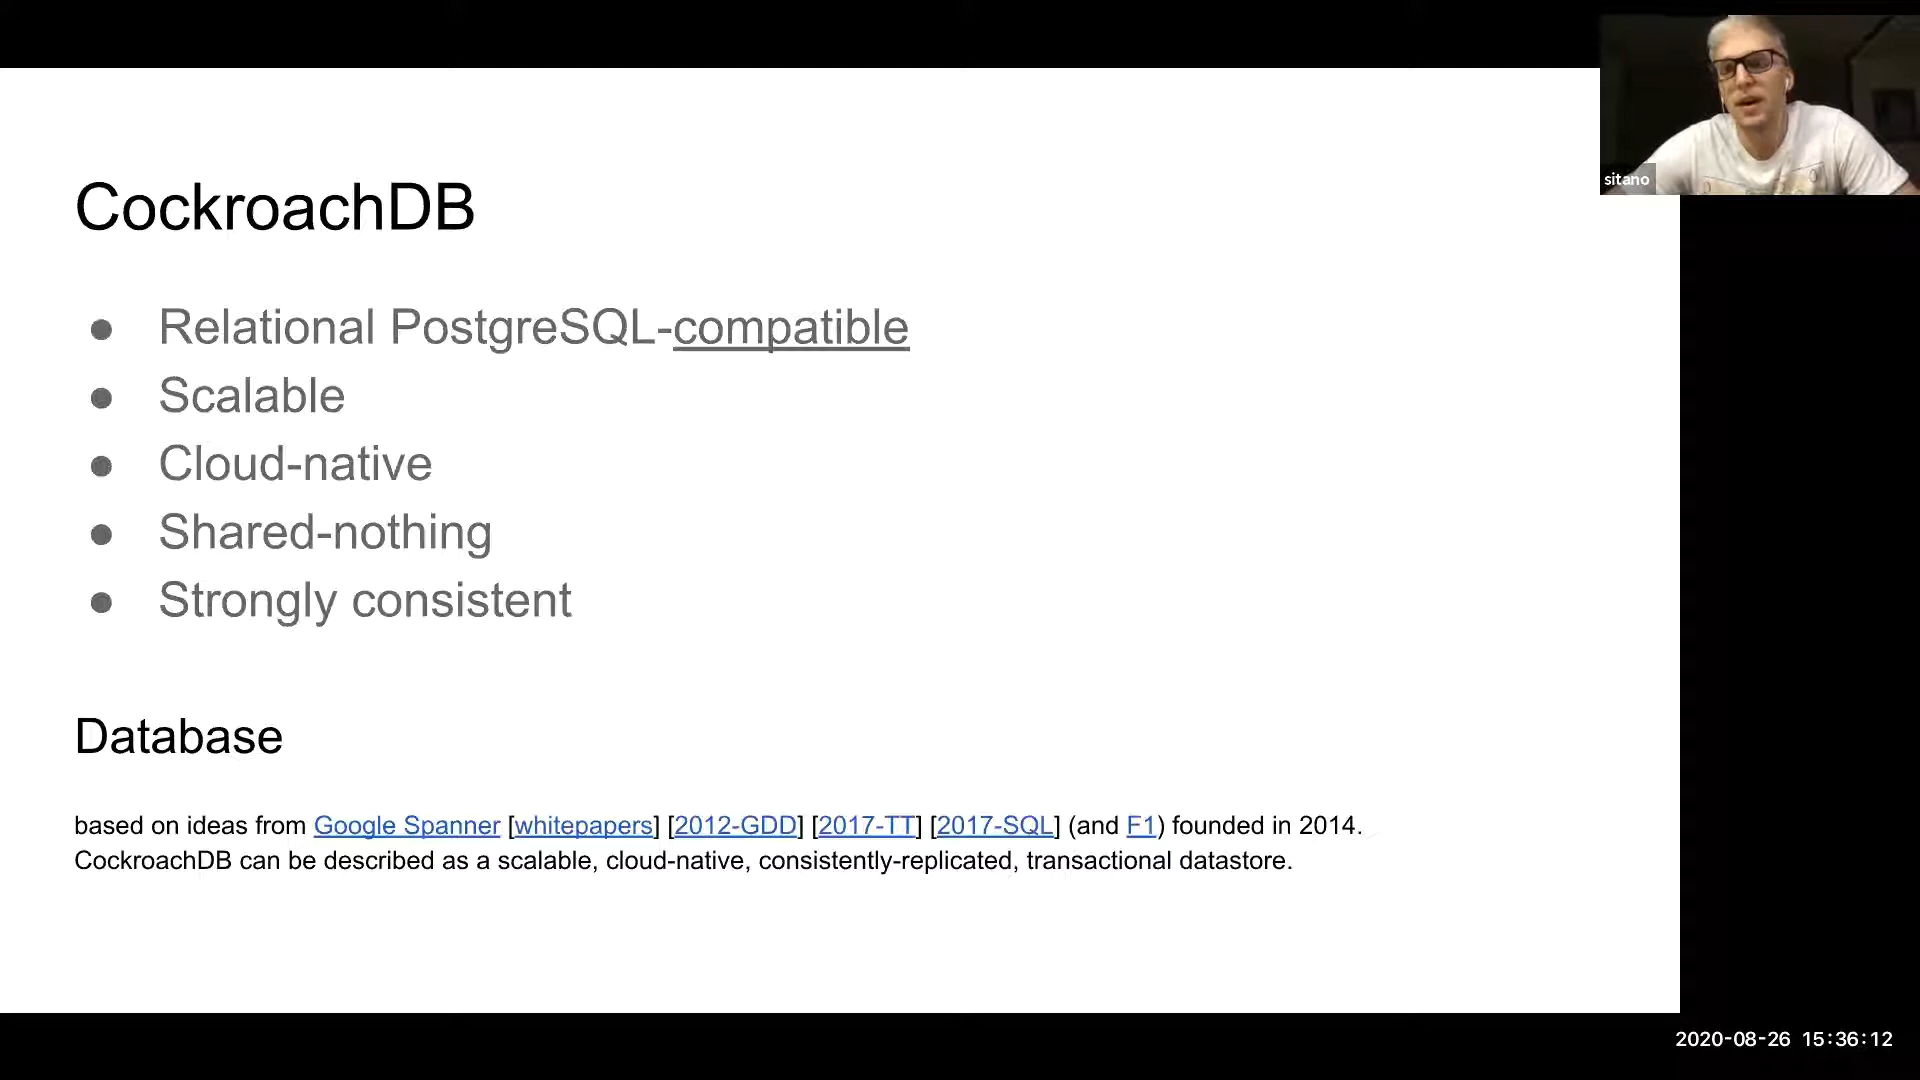 CockroachDB
● Relational PostgreSQL-compatible
● Scalable
● Cloud-native
● Shared-nothing
● Strongly consistent
Database
based on ideas from Google Spanner [whitepapers] [2012-GDD] [2017-TT] [2017-SQL] (and F1) founded in 2014.
CockroachDB can be described as a scalable, cloud-native, consistently-replicated, transactional datastore.
sitano
2020-08-26 15:36:12